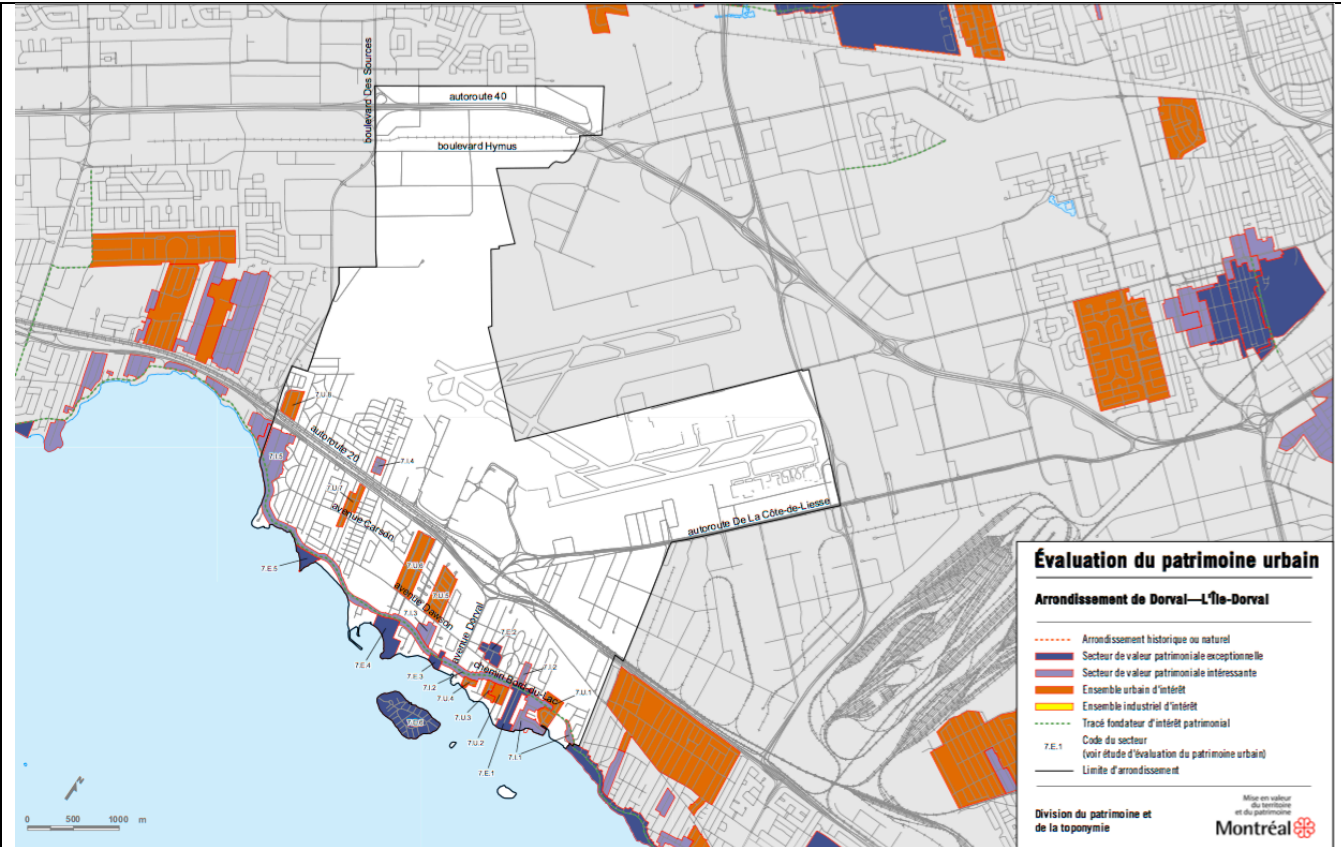 boulevard Des Sources
autoroute 40
boulevard Hymus
7.U.8
autoroute 20
7.I.5
7.I.4
7.U.7
avenue Carson
autoroute De La Côte-de-Liesse
7.E.5
7.U.6
7.U.5
avenue Dawson
7.I.3
avenue Dorval
7.E.2
7.E.4
7.E.3
7.I.2
chemin Bord-du-Lac
7.I.2
7.U.1
7.U.4
7.U.3
7.U.2
7.E.6
7.I.1
7.E.1
0 500 1000 m
Évaluation du patrimoine urbain
Arrondissement de Dorval—L'Île-Dorval
Arrondissement historique ou naturel
Secteur de valeur patrimoniale exceptionnelle
Secteur de valeur patrimoniale intéressante
Ensemble urbain d'intérêt
Ensemble industriel d'intérêt
Tracé fondateur d'intérêt patrimonial
7.E.1 Code du secteur
(voir étude d'évaluation du patrimoine urbain)
Limite d'arrondissement
Division du patrimoine et
de la toponymie
Mise en valeur
du territoire
et du patrimoine
Montréal